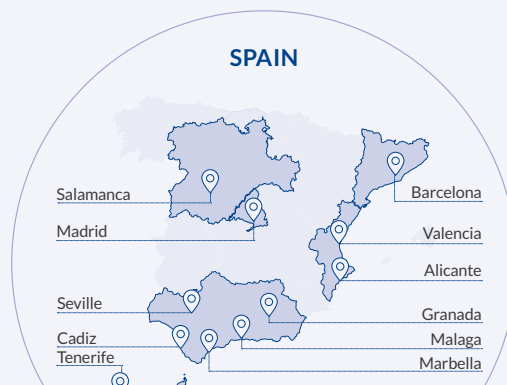 SPAIN
Salamanca
Barcelona
Madrid
Valencia
Alicante
Seville
Granada
Cadiz
Malaga
Tenerife
Marbella